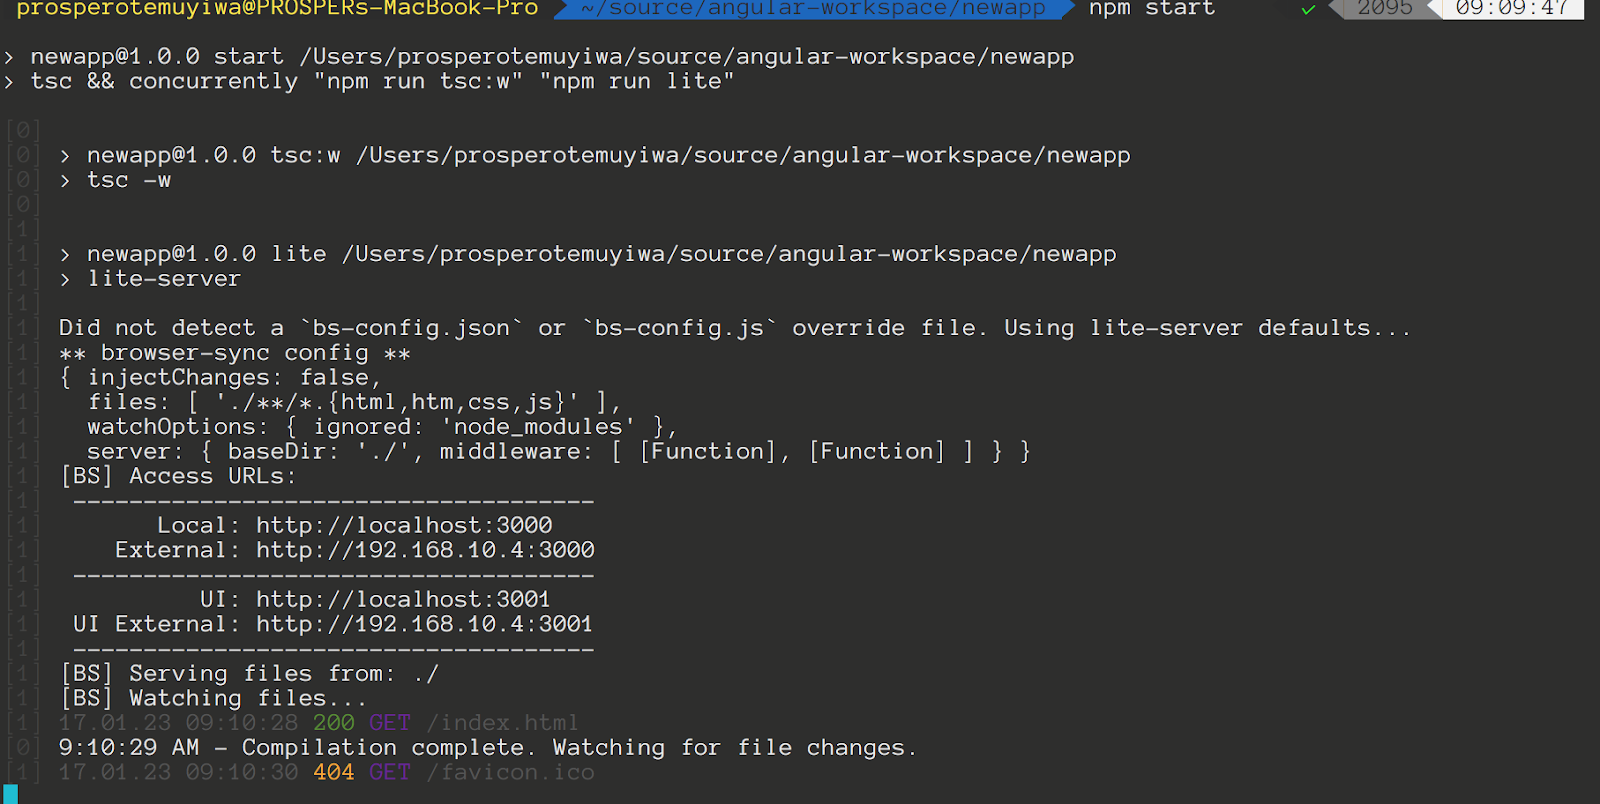 prosperotemuyiwa@PROSPERs-MacBook-Pro ~/source/angular-workspace/newapp npm start ✓ 2095 09:09:47
> newapp@1.0.0 start /Users/prosperotemuyiwa/source/angular-workspace/newapp
> tsc && concurrently "npm run tsc:w" "npm run lite"
[0]
[0] > newapp@1.0.0 tsc:w /Users/prosperotemuyiwa/source/angular-workspace/newapp
[0] > tsc -w
[0]
[1]
[1] > newapp@1.0.0 lite /Users/prosperotemuyiwa/source/angular-workspace/newapp
[1] > lite-server
[1]
[1] Did not detect a `bs-config.json` or `bs-config.js` override file. Using lite-server defaults...
[1] ** browser-sync config **
[1] { injectChanges: false,
[1]   files: [ './**/*.{html,htm,css,js}' ],
[1]   watchOptions: { ignored: 'node_modules' },
[1]   server: { baseDir: './', middleware: [ [Function], [Function] ] } }
[1] [BS] Access URLs:
[1]  -------------------------------------
[1]        Local: http://localhost:3000
[1]     External: http://192.168.10.4:3000
[1]  -------------------------------------
[1]           UI: http://localhost:3001
[1]  UI External: http://192.168.10.4:3001
[1]  -------------------------------------
[1] [BS] Serving files from: ./
[1] [BS] Watching files...
[1] 17.01.23 09:10:28 200 GET /index.html
[0] 9:10:29 AM - Compilation complete. Watching for file changes.
[1] 17.01.23 09:10:30 404 GET /favicon.ico